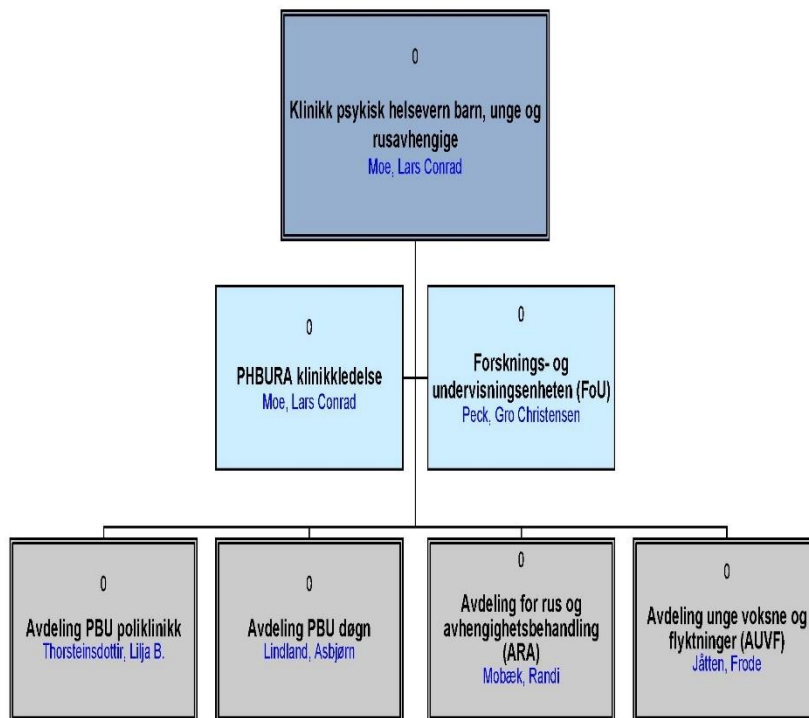 0
Klinikk psykisk helsevern barn, unge og
rusavhengige
Moe, Lars Conrad
0
PHBURA klinikkledelse
Moe, Lars Conrad
0
Forsknings- og
undervisningsenheten (FoU)
Peck, Gro Christensen
0
Avdeling PBU poliklinikk
Thorsteinsdottir, Lilja B.
0
Avdeling PBU døgn
Lindland, Asbjørn
0
Avdeling for rus og
avhengighetsbehandling
(ARA)
Mobæk, Randi
0
Avdeling unge voksne og
flyktninger (AUVF)
Jåtten, Frode